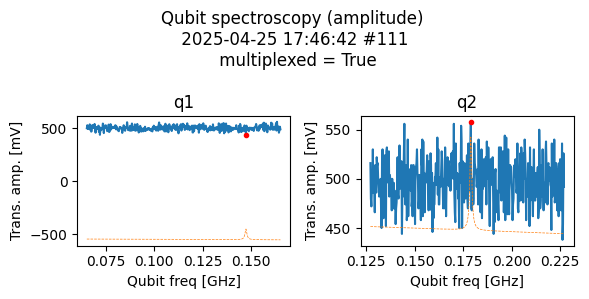 Qubit spectroscopy (amplitude)
2025-04-25 17:46:42 #111
multiplexed = True
q1
q2
Trans. amp. [mV]
500
0
−500
0.075
0.100
0.125
0.150
Qubit freq [GHz]
Trans. amp. [mV]
550
500
450
0.125
0.150
0.175
0.200
0.225
Qubit freq [GHz]